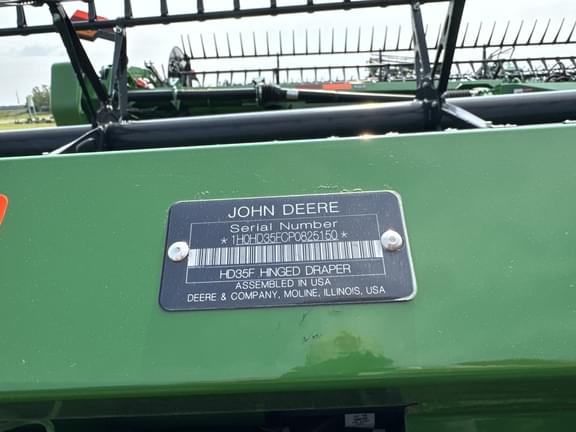 JOHN DEERE
Serial Number
*1H0HD35FCP0825150*
HD35F HINGED DRAPER
ASSEMBLED IN USA
DEERE & COMPANY, MOLINE, ILLINOIS, USA